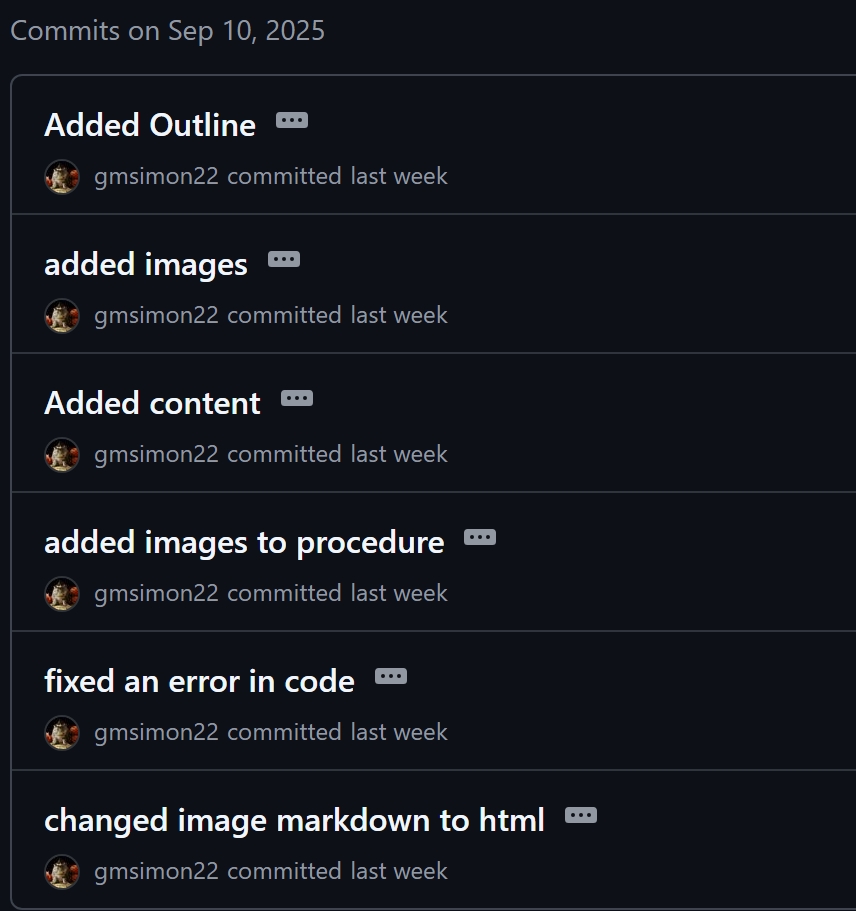 Commits on Sep 10, 2025
Added Outline
gmsimon22 committed last week
added images
gmsimon22 committed last week
Added content
gmsimon22 committed last week
added images to procedure
gmsimon22 committed last week
fixed an error in code
gmsimon22 committed last week
changed image markdown to html
gmsimon22 committed last week